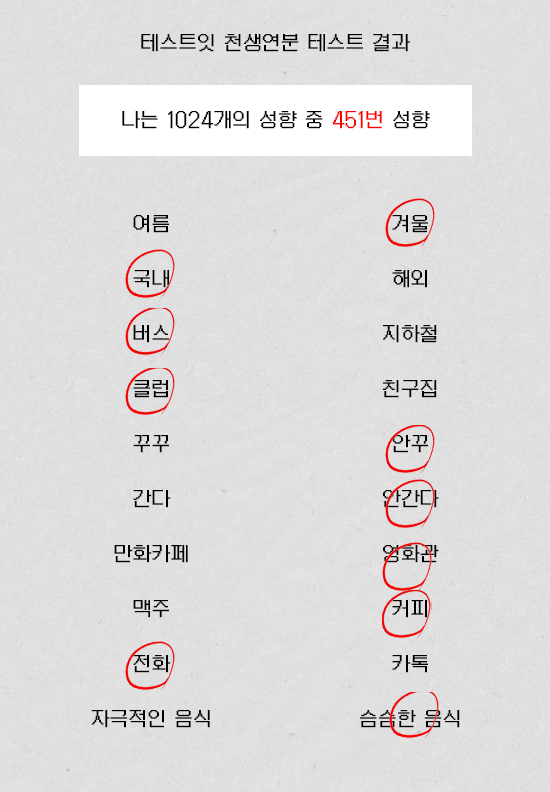 테스트잇 천생연분 테스트 결과
나는 1024개의 성향 중 451번 성향
여름 겨울
국내 해외
버스 지하철
클럽 친구집
꾸꾸 안꾸
간다 안간다
만화카페 영화관
맥주 커피
전화 카톡
자극적인 음식 슴슴한 음식